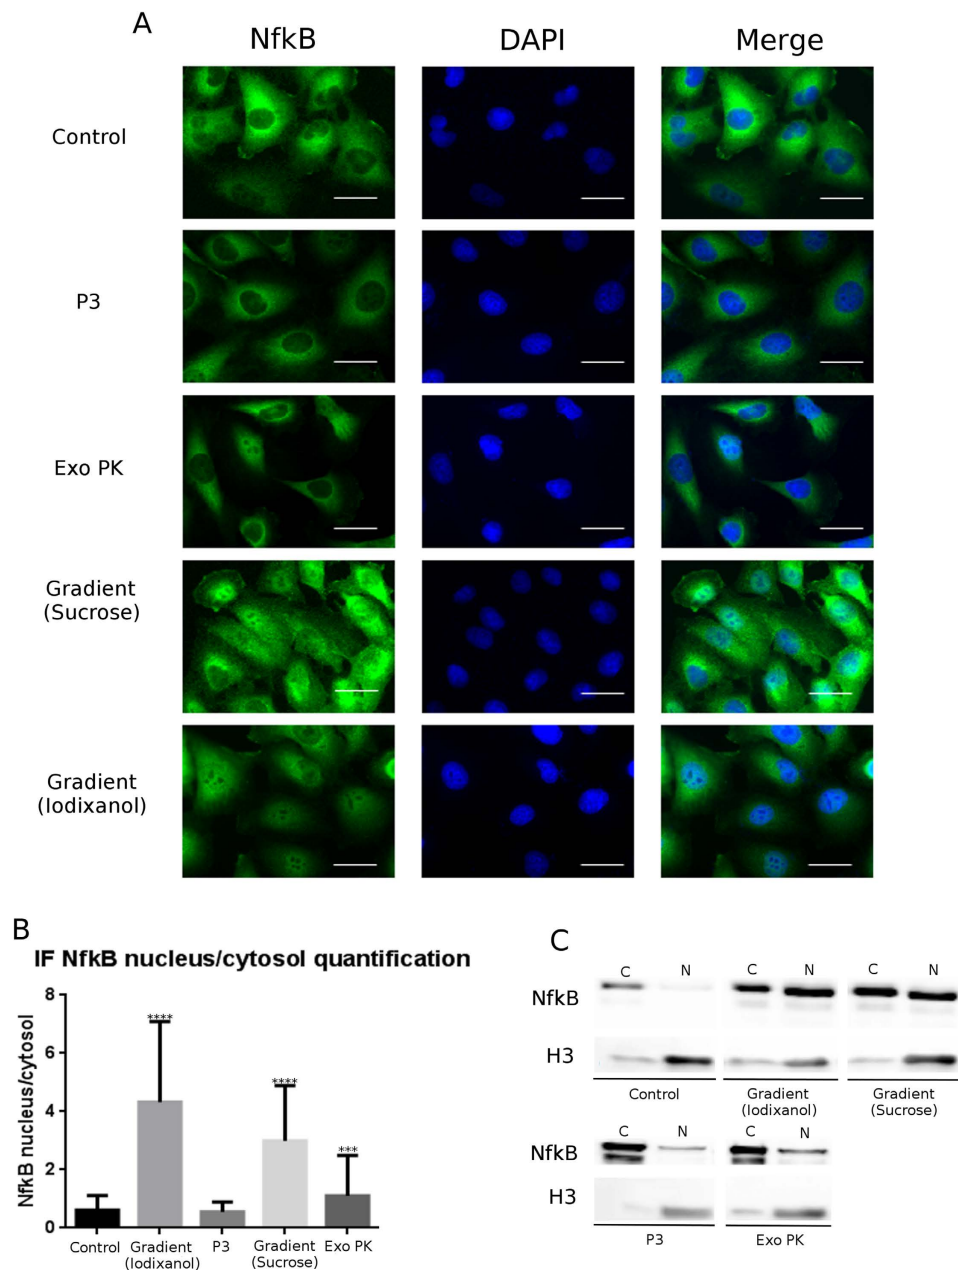 A
NfkB DAPI Merge
Control
P3
Exo PK
Gradient
(Sucrose)
Gradient
(Iodixanol)
B
IF NfkB nucleus/cytosol quantification
NfkB nucleus/cytosol
8
6
4
2
0
****
****
***
Control Gradient P3 Gradient Exo PK
(Iodixanol) (Sucrose)
C
C N C N C N
NfkB
H3
Control Gradient Gradient
(Iodixanol) (Sucrose)
C N C N
NfkB
H3
P3 Exo PK